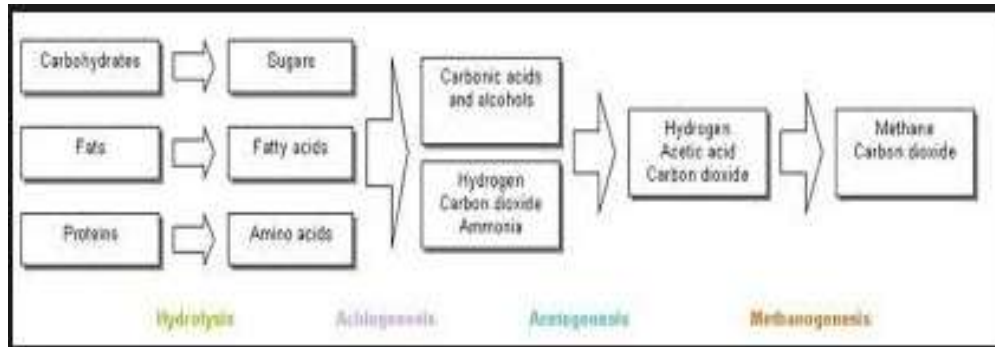 Carbohydrates
Sugars
Fats
Fatty acids
Proteins
Amino acids
Carbonic acids
and alcohols
Hydrogen
Carbon dioxide
Ammonia
Hydrogen
Acetic acid
Carbon dioxide
Methane
Carbon dioxide
Hydrolysis
Acidogenesis
Acetogenesis
Methanogenesis